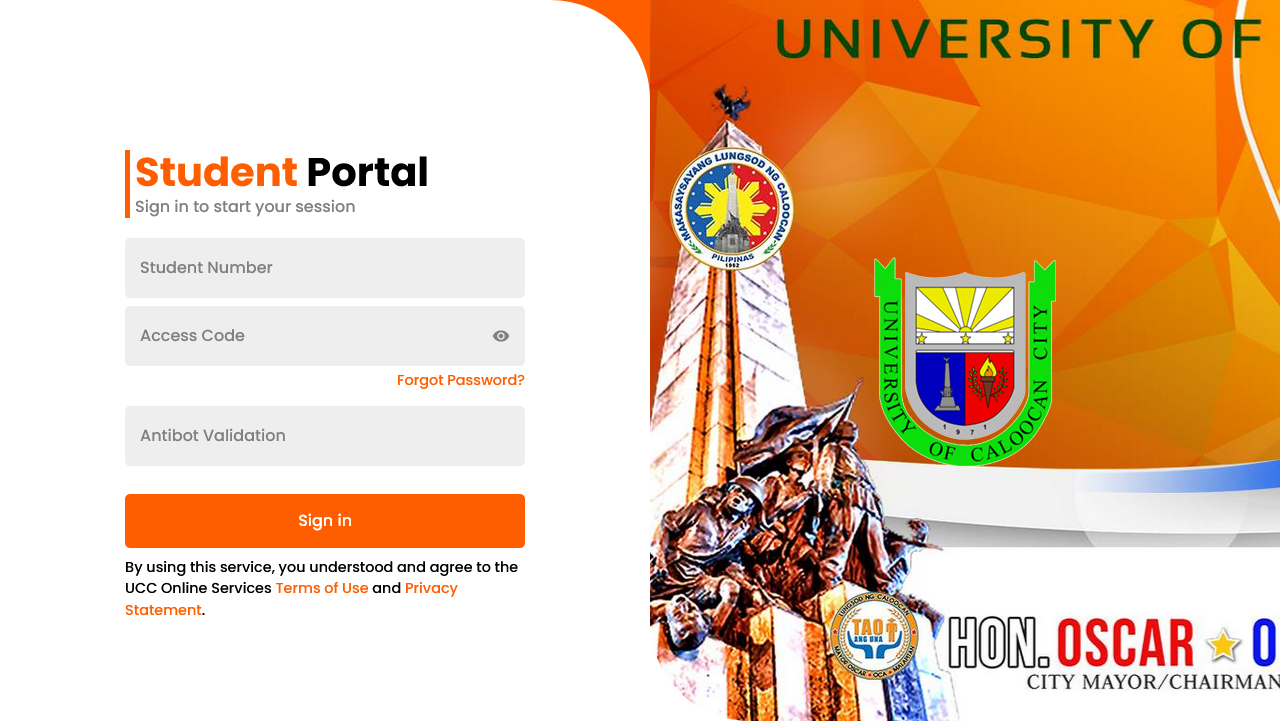 Student Portal
Sign in to start your session
Student Number
Access Code
Forgot Password?
Antibot Validation
Sign in
By using this service, you understood and agree to the
UCC Online Services Terms of Use and Privacy
Statement.
UNIVERSITY OF
MAKASAYSAYANG LUNGSOD NG CALOOCAN
PILIPINAS
1962
UNIVERSITY OF CALOOCAN CITY
1971
LUNGSOD NG CALOOCAN
TAO
ANG UNA
MAYOR OSCAR • OCA • MALAPITAN
HON. OSCAR O
CITY MAYOR/CHAIRMAN